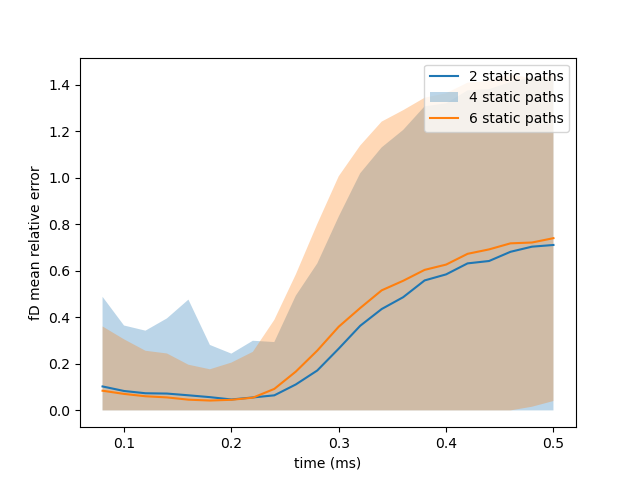 2 static paths
4 static paths
6 static paths
fD mean relative error
1.4
1.2
1.0
0.8
0.6
0.4
0.2
0.0
0.1
0.2
0.3
0.4
0.5
time (ms)